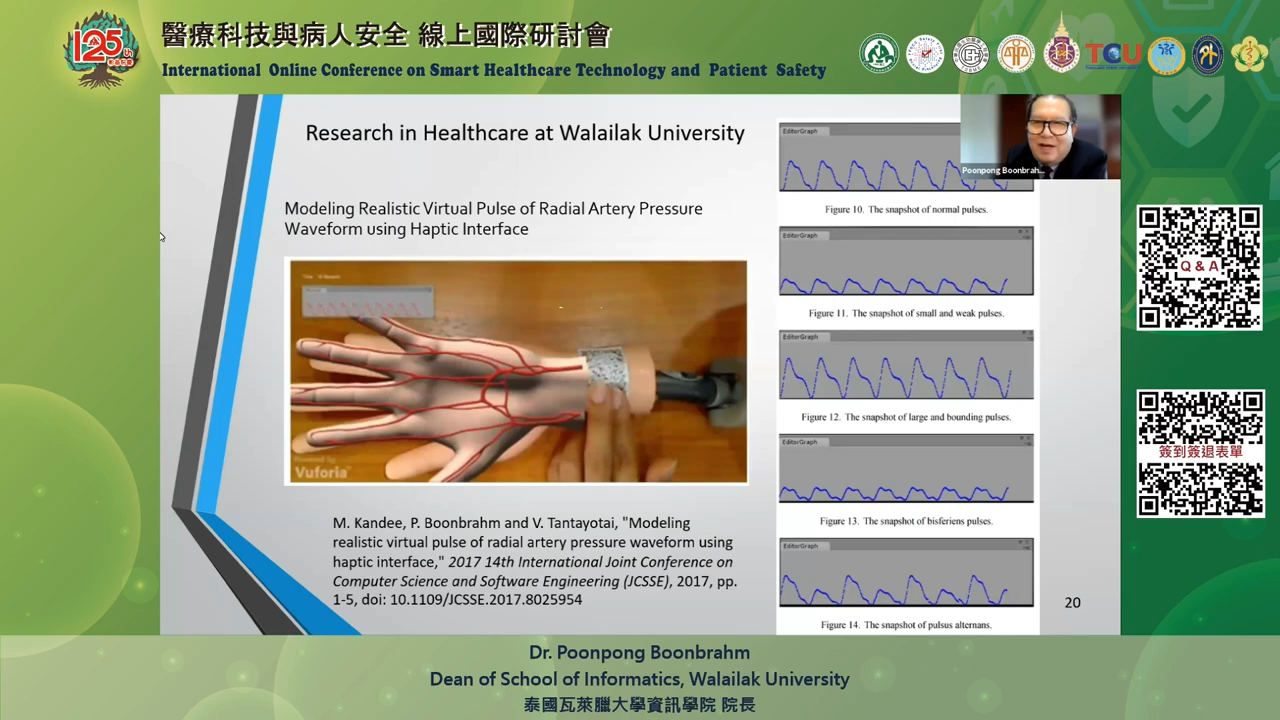 125
醫療科技與病人安全 線上國際研討會
International Online Conference on Smart Healthcare Technology and Patient Safety
TCU
Research in Healthcare at Walailak University
Modeling Realistic Virtual Pulse of Radial Artery Pressure
Waveform using Haptic Interface
Vuforia
M. Kandee, P. Boonbrahm and V. Tantayotai, "Modeling
realistic virtual pulse of radial artery pressure waveform using
haptic interface," 2017 14th International Joint Conference on
Computer Science and Software Engineering (JCSSE), 2017, pp.
1-5, doi: 10.1109/JCSSE.2017.8025954
EditorGraph
Figure 10. The snapshot of normal pulses.
EditorGraph
Figure 11. The snapshot of small and weak pulses.
EditorGraph
Figure 12. The snapshot of large and bounding pulses.
EditorGraph
Figure 13. The snapshot of bisferiens pulses.
EditorGraph
Figure 14. The snapshot of pulsus alternans.
20
Poonpong Boonbrah...
Q & A
簽到簽退表單
Dr. Poonpong Boonbrahm
Dean of School of Informatics, Walailak University
泰國瓦萊臘大學資訊學院 院長